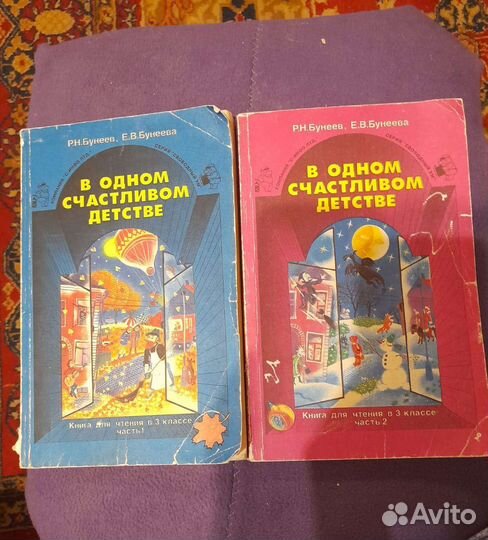 Р.Н.Бунеев, Е.В.Бунеева
В ОДНОМ
СЧАСТЛИВОМ
ДЕТСТВЕ
Книга для чтения в 3 классе
часть 1
Р.Н.Бунеев, Е.В.Бунеева
В ОДНОМ
СЧАСТЛИВОМ
ДЕТСТВЕ
Книга для чтения в 3 классе
часть 2
Avito